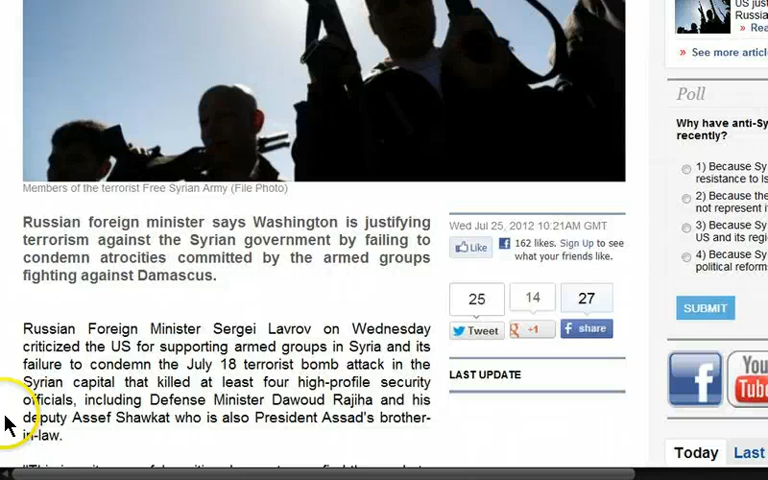 Members of the terrorist Free Syrian Army (File Photo)
Russian foreign minister says Washington is justifying
terrorism against the Syrian government by failing to
condemn atrocities committed by the armed groups
fighting against Damascus.
Russian Foreign Minister Sergei Lavrov on Wednesday
criticized the US for supporting armed groups in Syria and its
failure to condemn the July 18 terrorist bomb attack in the
Syrian capital that killed at least four high-profile security
officials, including Defense Minister Dawoud Rajiha and his
deputy Assef Shawkat who is also President Assad's brother-
in-law.
Wed Jul 25, 2012 10:21AM GMT
Like
162 likes. Sign Up to see
what your friends like.
25 14 27
Tweet +1 share
LAST UPDATE
US just
Russia
» Rea
» See more articl
Poll
Why have anti-Sy
recently?
1) Because Sy
resistance to Is
2) Because the
not represent i
3) Because Sy
US and its regi
4) Because Sy
political reform
SUBMIT
You
Tub
Today Last